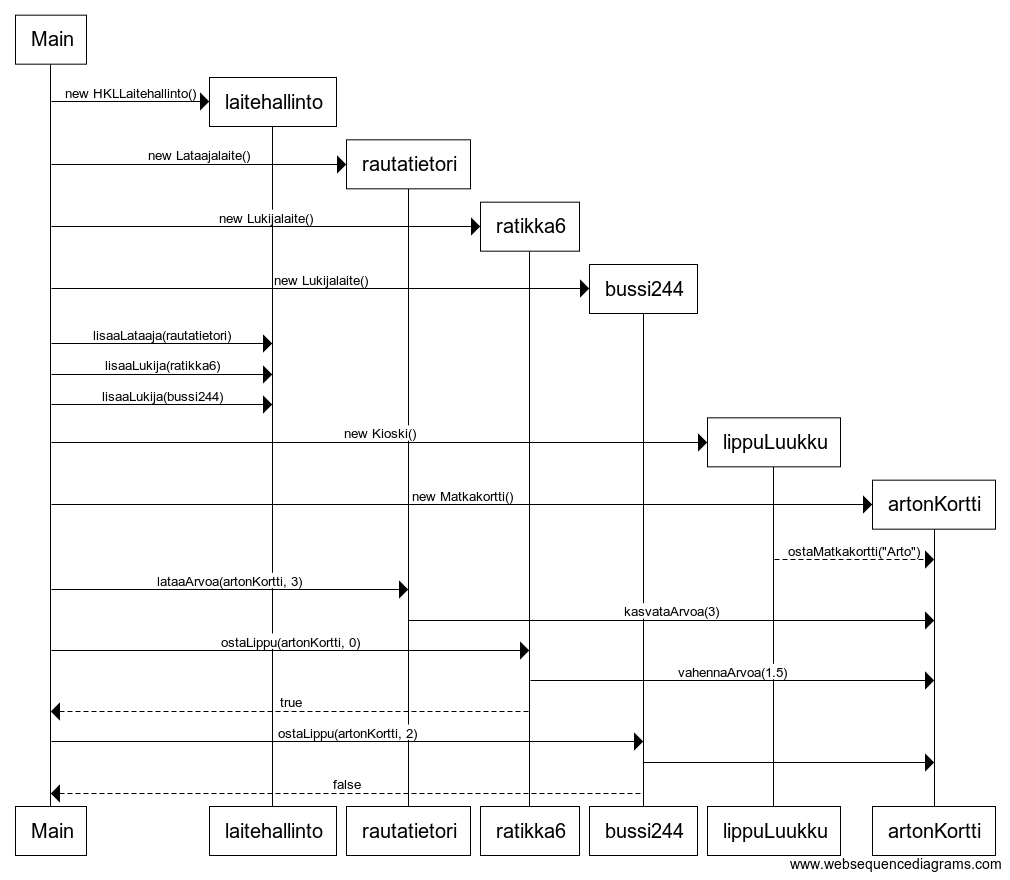 Main
new HKLLaitehallinto()
laitehallinto
new Lataajalaite()
rautatietori
new Lukijalaite()
ratikka6
new Lukijalaite()
bussi244
lisaaLataaja(rautatietori)
lisaaLukija(ratikka6)
lisaaLukija(bussi244)
new Kioski()
lippuLuukku
new Matkakortti()
artonKortti
ostaMatkakortti("Arto")
lataaArvoa(artonKortti, 3)
kasvataArvoa(3)
ostaLippu(artonKortti, 0)
vahennaArvoa(1.5)
true
ostaLippu(artonKortti, 2)
false
Main laitehallinto rautatietori ratikka6 bussi244 lippuLuukku artonKortti
www.websequencediagrams.com